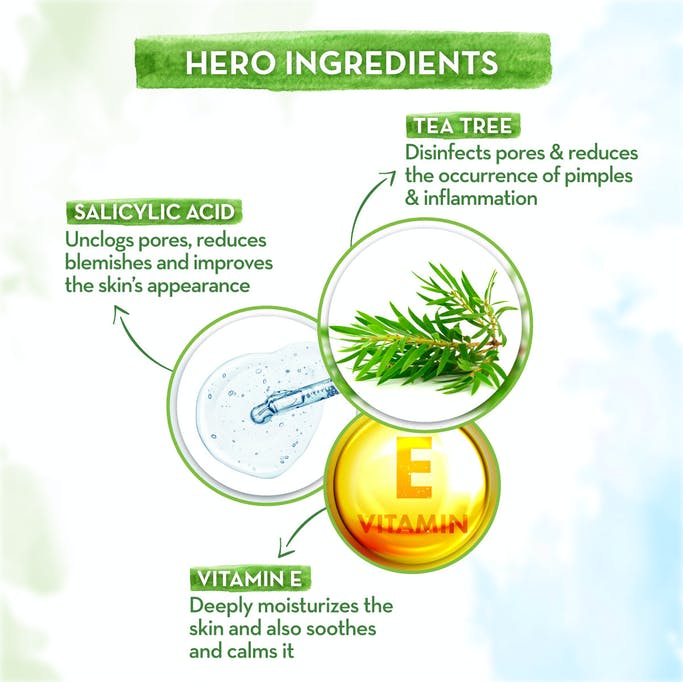 HERO INGREDIENTS
TEA TREE
Disinfects pores & reduces
the occurrence of pimples
& inflammation
SALICYLIC ACID
Unclogs pores, reduces
blemishes and improves
the skin's appearance
E
VITAMIN
VITAMIN E
Deeply moisturizes the
skin and also soothes
and calms it